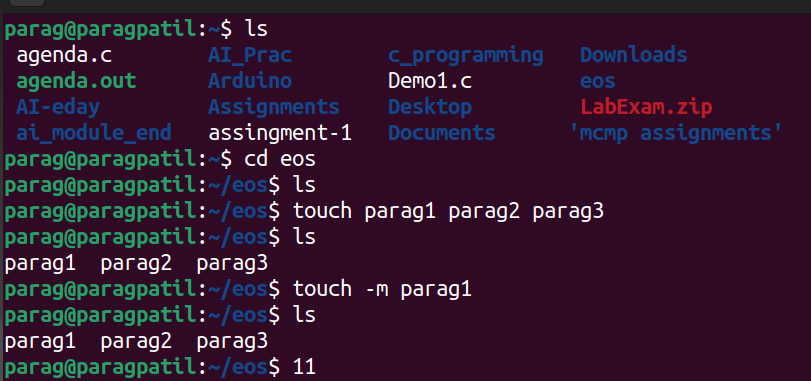 parag@paragpatil:~$ ls
agenda.c AI_Prac c_programming Downloads
agenda.out Arduino Demo1.c eos
AI-eday Assignments Desktop LabExam.zip
ai_module_end assingment-1 Documents 'mcmp assignments'
parag@paragpatil:~$ cd eos
parag@paragpatil:~/eos$ ls
parag@paragpatil:~/eos$ touch parag1 parag2 parag3
parag@paragpatil:~/eos$ ls
parag1 parag2 parag3
parag@paragpatil:~/eos$ touch -m parag1
parag@paragpatil:~/eos$ ls
parag1 parag2 parag3
parag@paragpatil:~/eos$ 11